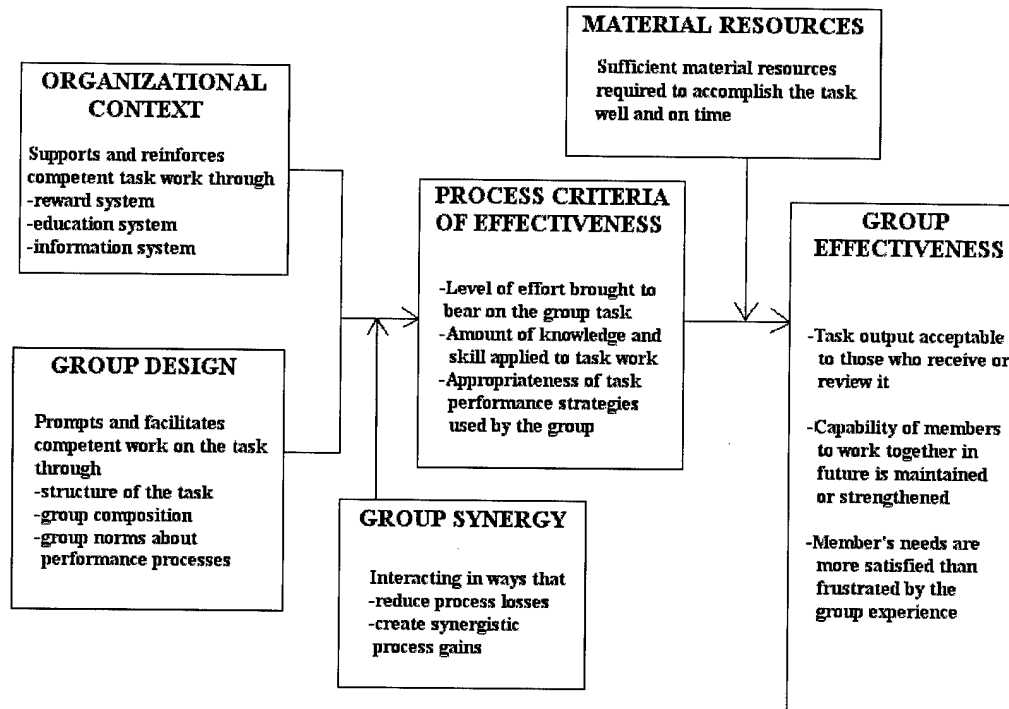 ORGANIZATIONAL
CONTEXT
Supports and reinforces
competent task work through
-reward system
-education system
-information system
GROUP DESIGN
Prompts and facilitates
competent work on the task
through
-structure of the task
-group composition
-group norms about
performance processes
MATERIAL RESOURCES
Sufficient material resources
required to accomplish the task
well and on time
PROCESS CRITERIA
OF EFFECTIVENESS
-Level of effort brought to
bear on the group task
-Amount of knowledge and
skill applied to task work
-Appropriateness of task
performance strategies
used by the group
GROUP SYNERGY
Interacting in ways that
-reduce process losses
-create synergistic
process gains
GROUP
EFFECTIVENESS
-Task output acceptable
to those who receive or
review it
-Capability of members
to work together in
future is maintained
or strengthened
-Member's needs are
more satisfied than
frustrated by the
group experience